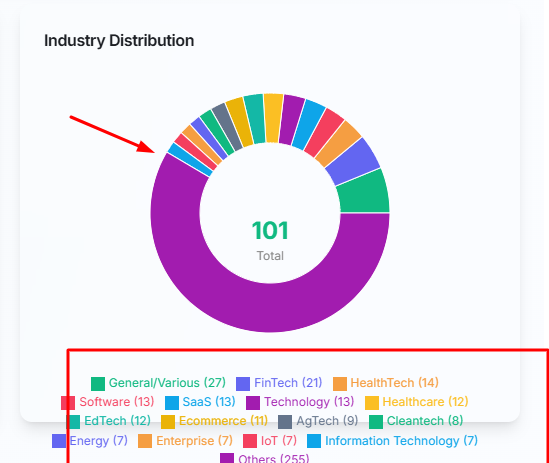 Industry Distribution
101
Total
General/Various (27) FinTech (21) HealthTech (14)
Software (13) SaaS (13) Technology (13) Healthcare (12)
EdTech (12) Ecommerce (11) AgTech (9) Cleantech (8)
Energy (7) Enterprise (7) IoT (7) Information Technology (7)
Others (255)